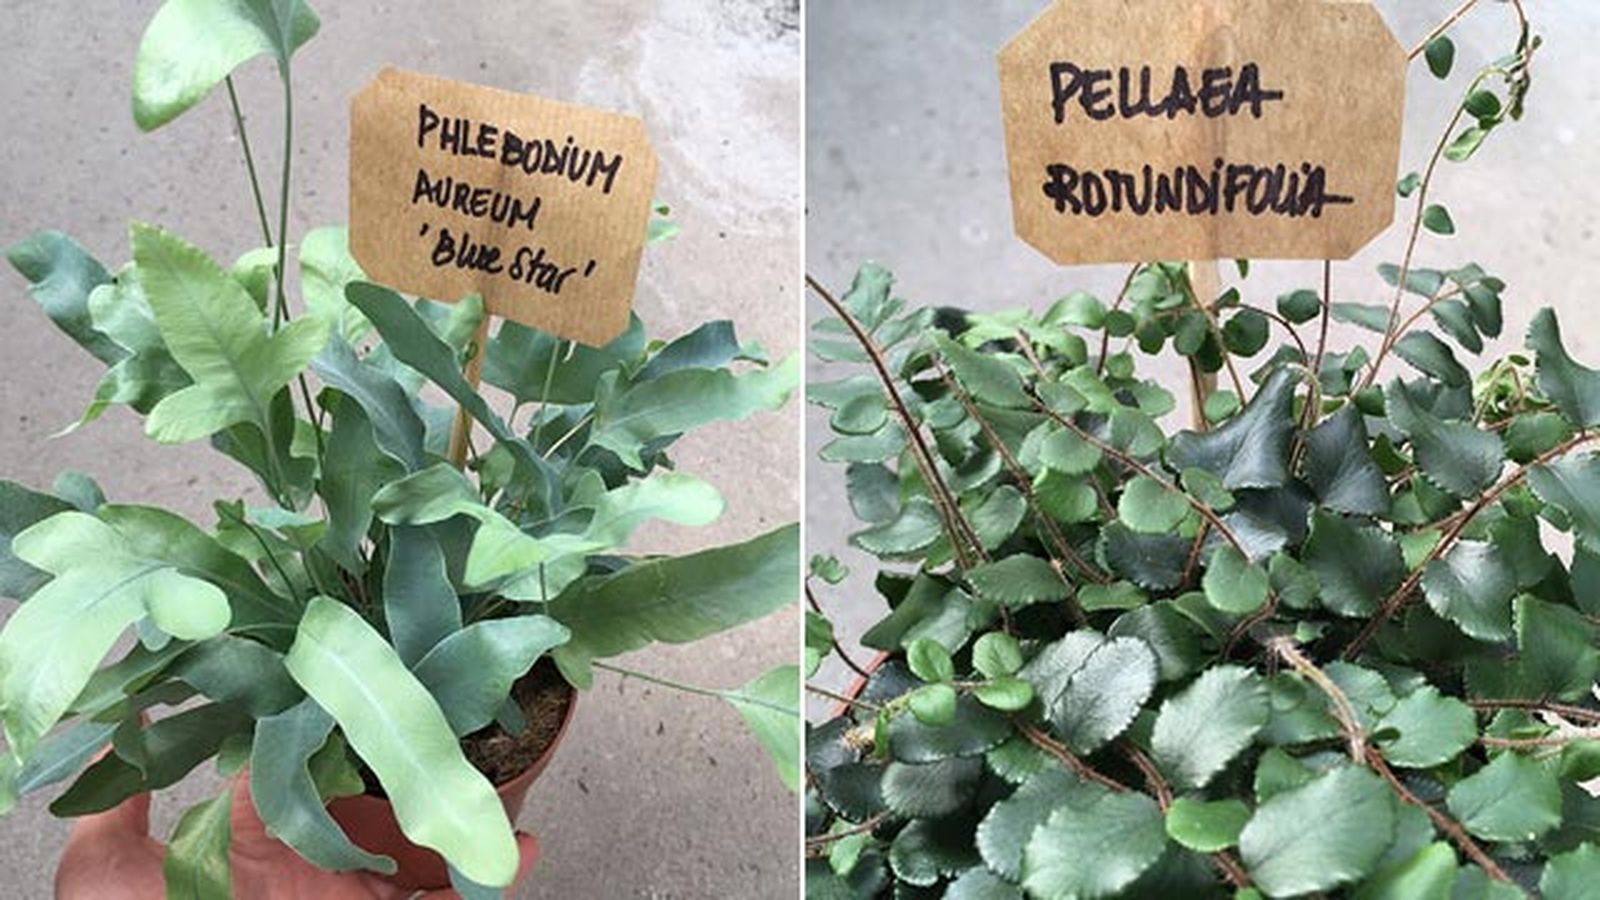 PHLEBODiUM
AUREUM
'Blue Star'
PELLAEA
ROTUNDiFOLiA